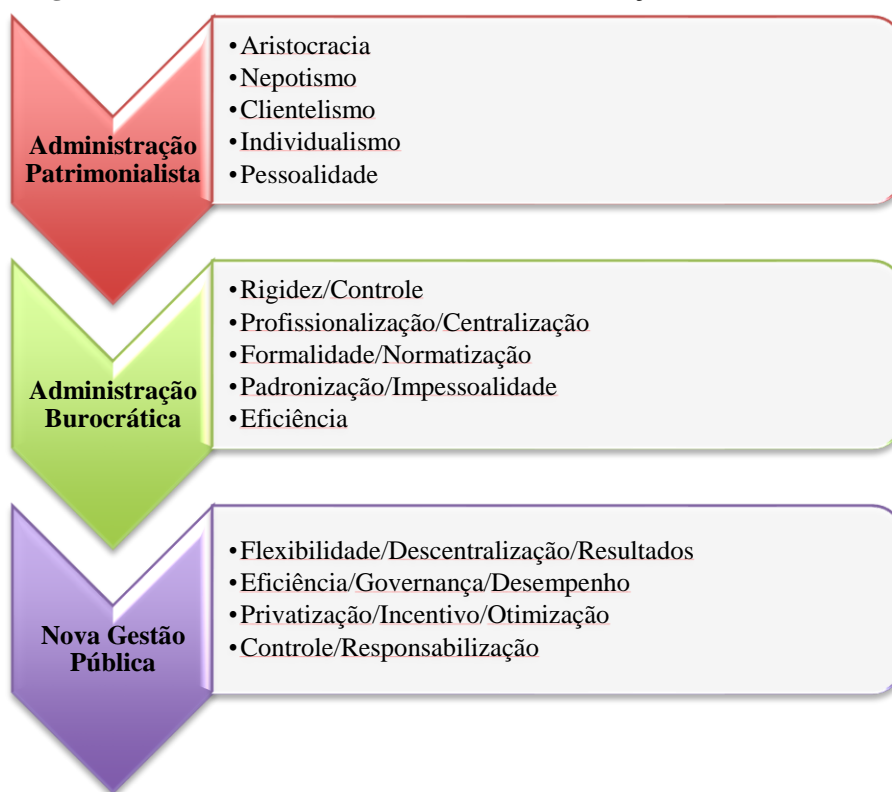 Administração
Patrimonialista
•Aristocracia
•Nepotismo
•Clientelismo
•Individualismo
•Pessoalidade
Administração
Burocrática
•Rigidez/Controle
•Profissionalização/Centralização
•Formalidade/Normatização
•Padronização/Impessoalidade
•Eficiência
Nova Gestão
Pública
•Flexibilidade/Descentralização/Resultados
•Eficiência/Governança/Desempenho
•Privatização/Incentivo/Otimização
•Controle/Responsabilização